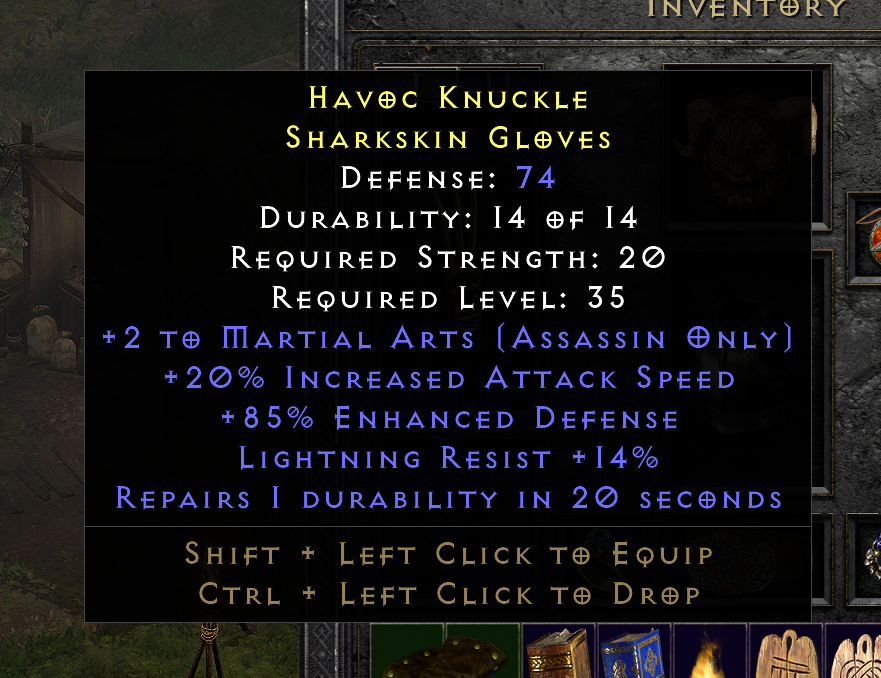 Inventory
Havoc Knuckle
Sharkskin Gloves
Defense: 74
Durability: 14 of 14
Required Strength: 20
Required Level: 35
+2 to Martial Arts (Assassin Only)
+20% Increased Attack Speed
+85% Enhanced Defense
Lightning Resist +14%
Repairs 1 durability in 20 seconds
Shift + Left Click to Equip
Ctrl + Left Click to Drop